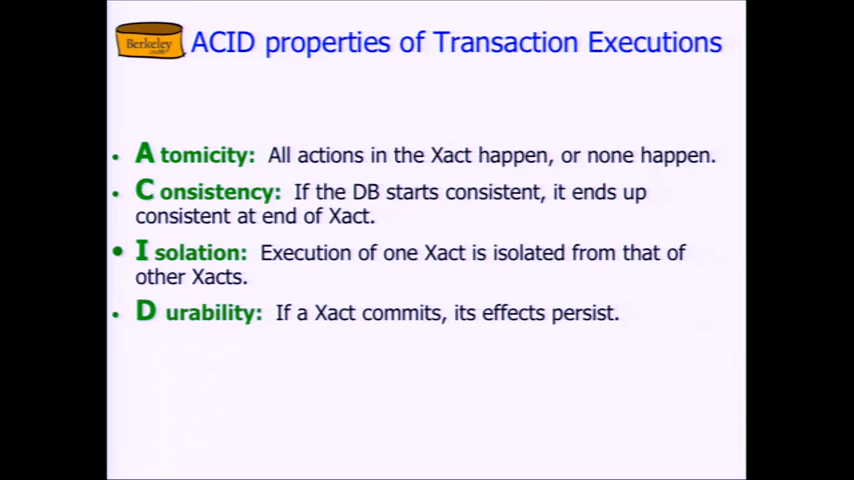 Berkeley
ACID properties of Transaction Executions
• A tomicity: All actions in the Xact happen, or none happen.
• C onsistency: If the DB starts consistent, it ends up
consistent at end of Xact.
• I solation: Execution of one Xact is isolated from that of
other Xacts.
• D urability: If a Xact commits, its effects persist.